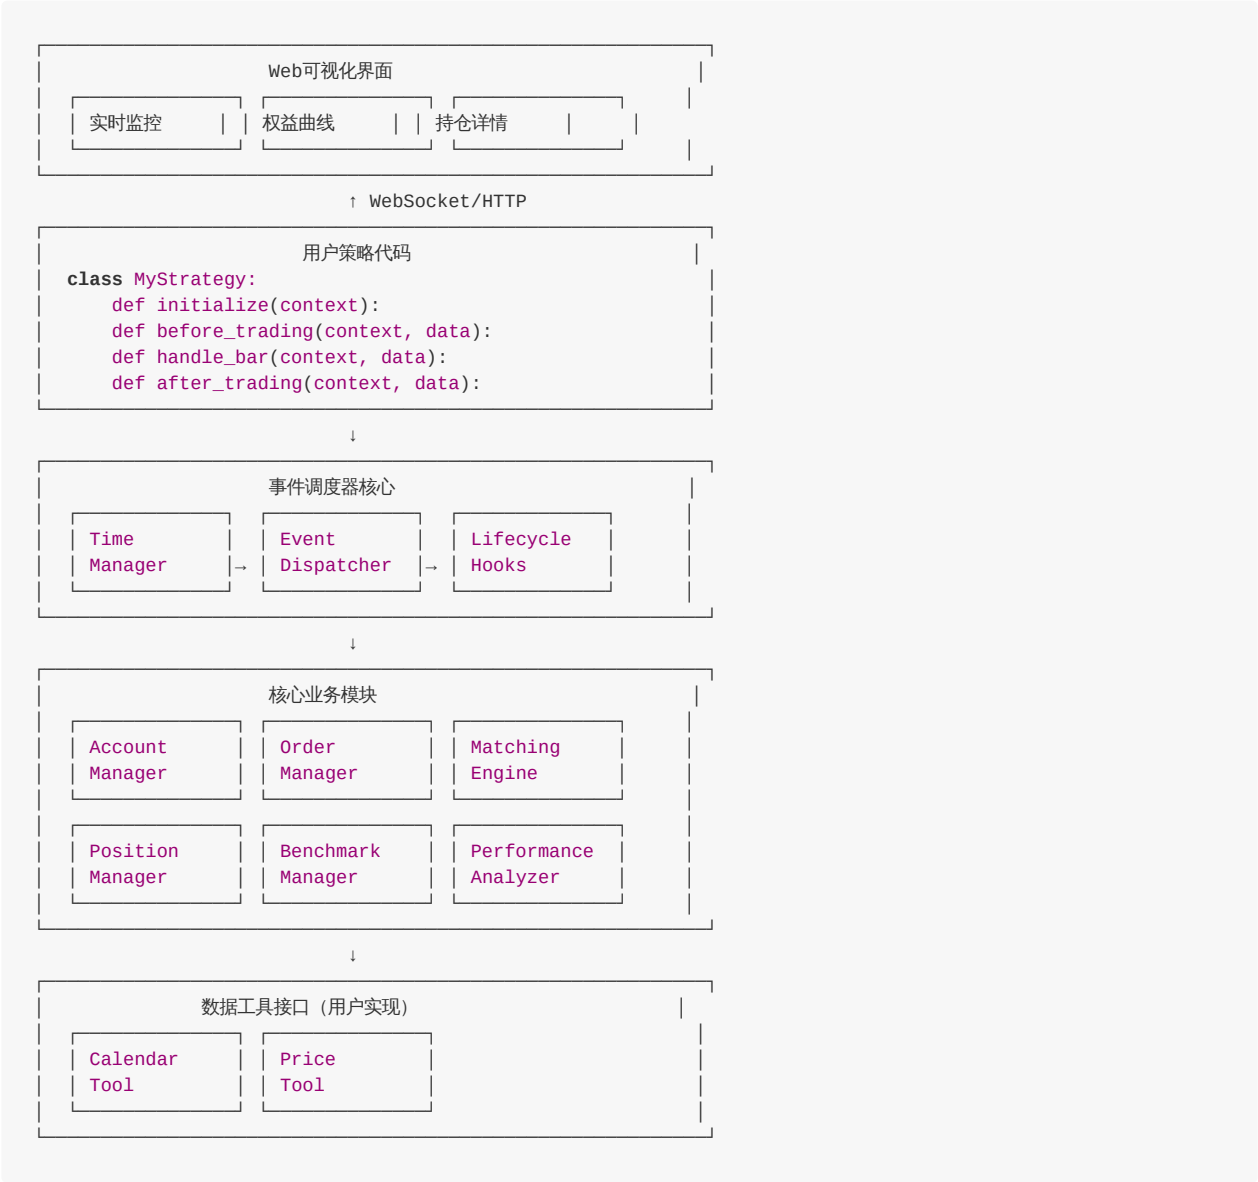 Web可视化界面
实时监控 权益曲线 持仓详情
↑ WebSocket/HTTP
用户策略代码
class MyStrategy:
def initialize(context):
def before_trading(context, data):
def handle_bar(context, data):
def after_trading(context, data):
↓
事件调度器核心
Time Event Lifecycle
Manager → Dispatcher → Hooks
↓
核心业务模块
Account Order Matching
Manager Manager Engine
Position Benchmark Performance
Manager Manager Analyzer
↓
数据工具接口（用户实现）
Calendar Price
Tool Tool